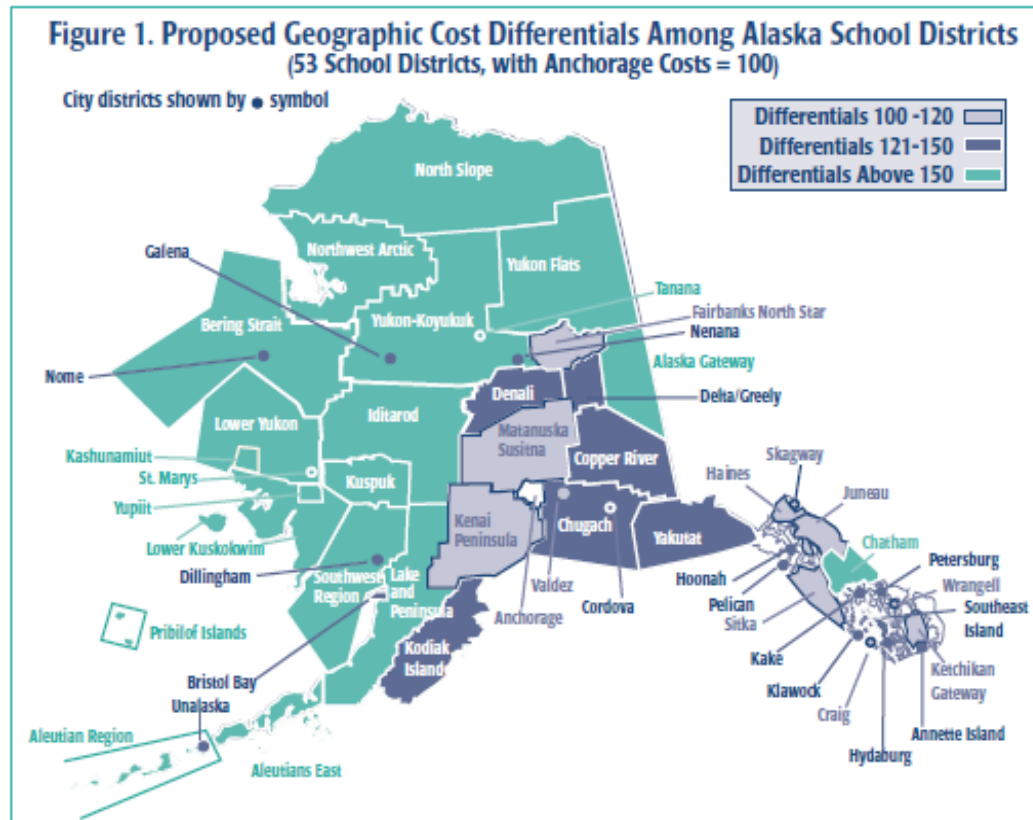 Figure 1. Proposed Geographic Cost Differentials Among Alaska School Districts
(53 School Districts, with Anchorage Costs = 100)
City districts shown by ● symbol
Differentials 100 -120
Differentials 121-150
Differentials Above 150
North Slope
Northwest Arctic
Galena
Yukon Flats
Tanana
Fairbanks North Star
Yukon-Koyukuk
Bering Strait
Nenana
Alaska Gateway
Nome
Denali
Delta/Greely
Iditarod
Lower Yukon
Matanuska
Susitna
Kashunamiut
St. Marys
Copper River
Skagway
Haines
Kuspuk
Juneau
Yupiit
Kenai
Peninsula
Chugach
Yakutat
Chatham
Lower Kuskokwim
Petersburg
Hoonah
Dillingham
Southwest
Region
Lake
and
Peninsula
Valdez
Wrangell
Cordova
Pelican
Anchorage
Southeast
Island
Sitka
Pribilof Islands
Kodiak
Island
Kake
Ketchikan
Gateway
Bristol Bay
Klawock
Unalaska
Craig
Annette Island
Aleutian Region
Hydaburg
Aleutians East